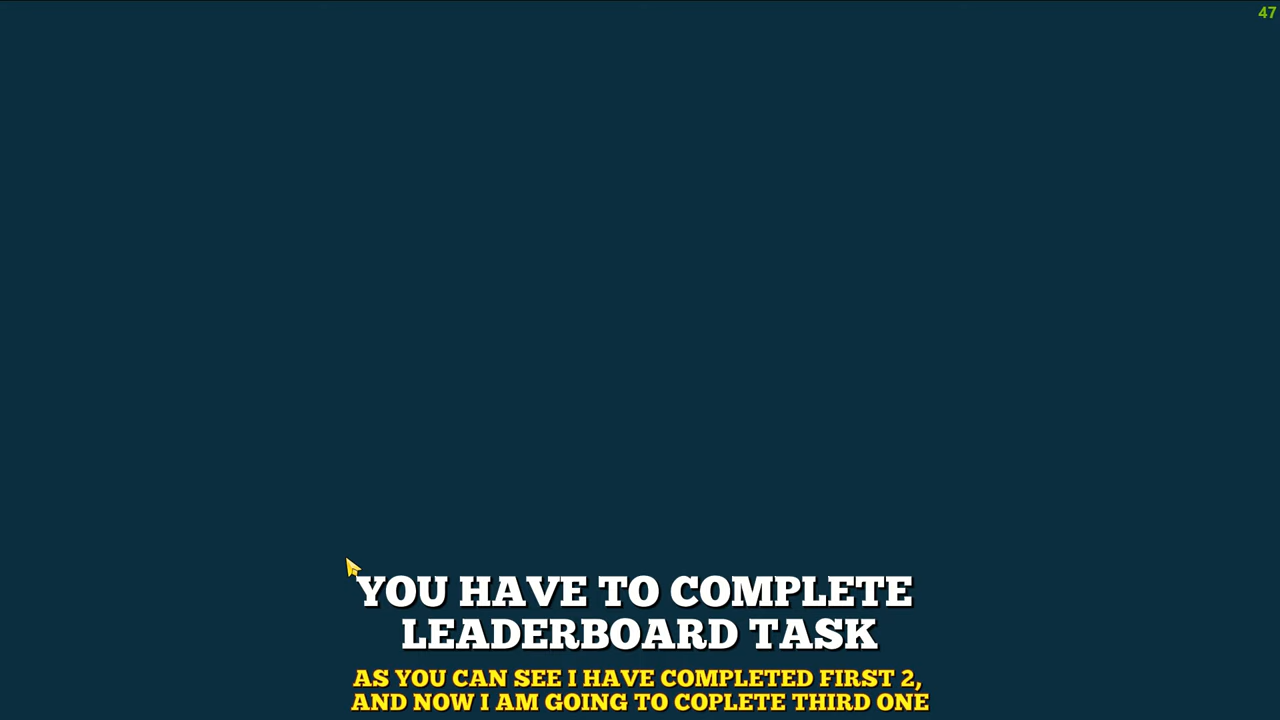 47
YOU HAVE TO COMPLETE
LEADERBOARD TASK
AS YOU CAN SEE I HAVE COMPLETED FIRST 2,
AND NOW I AM GOING TO COPLETE THIRD ONE